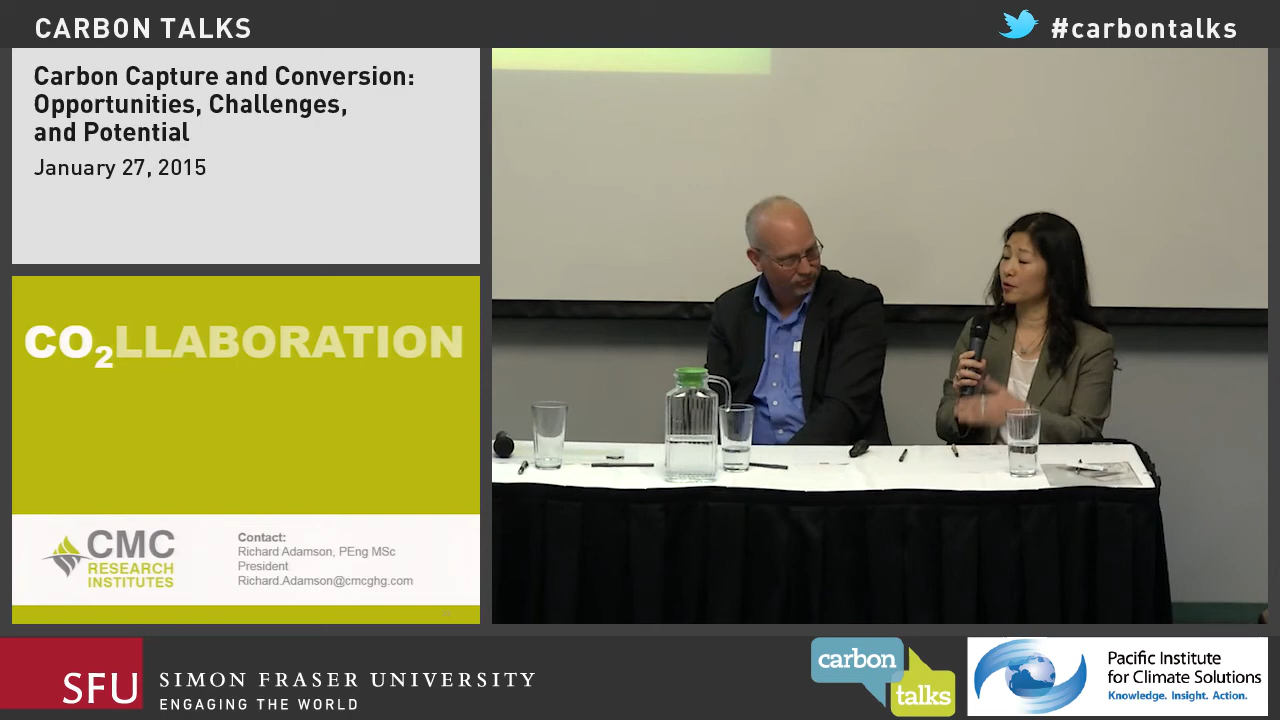 CARBON TALKS
#carbontalks
Carbon Capture and Conversion:
Opportunities, Challenges,
and Potential
January 27, 2015
CO2LLABORATION
CMC
RESEARCH
INSTITUTES
Contact:
Richard Adamson, PEng MSc
President
Richard.Adamson@cmcghg.com
SFU
SIMON FRASER UNIVERSITY
ENGAGING THE WORLD
carbon
talks
Pacific Institute
for Climate Solutions
Knowledge. Insight. Action.